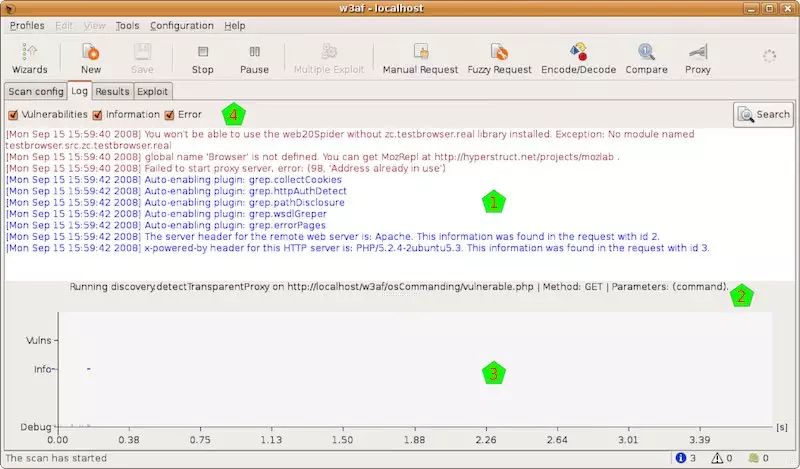 w3af - localhost
Profiles Edit View Tools Configuration Help
Wizards New Save Stop Pause Multiple Exploit Manual Request Fuzzy Request Encode/Decode Compare Proxy
Scan config Log Results Exploit
Vulnerabilities Information Error 4 Search
[Mon Sep 15 15:59:40 2008] You won't be able to use the web20Spider without zc.testbrowser.real library installed. Exception: No module named
testbrowser.src.zc.testbrowser.real
[Mon Sep 15 15:59:40 2008] global name 'Browser' is not defined. You can get MozRepl at http://hyperstruct.net/projects/mozlab .
[Mon Sep 15 15:59:40 2008] Failed to start proxy server, error: (98, 'Address already in use')
[Mon Sep 15 15:59:42 2008] Auto-enabling plugin: grep.collectCookies
[Mon Sep 15 15:59:42 2008] Auto-enabling plugin: grep.httpAuthDetect
[Mon Sep 15 15:59:42 2008] Auto-enabling plugin: grep.pathDisclosure
1
[Mon Sep 15 15:59:42 2008] Auto-enabling plugin: grep.wsdlGreper
[Mon Sep 15 15:59:42 2008] Auto-enabling plugin: grep.errorPages
[Mon Sep 15 15:59:42 2008] The server header for the remote web server is: Apache. This information was found in the request with id 2.
[Mon Sep 15 15:59:42 2008] x-powered-by header for this HTTP server is: PHP/5.2.4-2ubuntu5.3. This information was found in the request with id 3.
Running discovery.detectTransparentProxy on http://localhost/w3af/osCommanding/vulnerable.php | Method: GET | Parameters: (command).
2
Vulns
Info
3
Debug
[s]
0.00 0.38 0.75 1.13 1.50 1.88 2.26 2.64 3.01 3.39
The scan has started 3 0 0